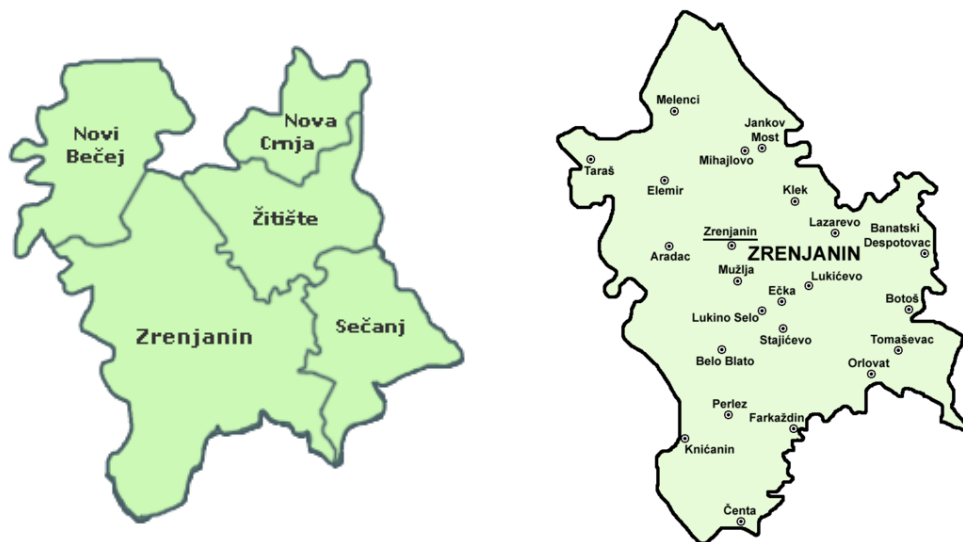 Novi
Bečej
Nova
Crnja
Žitište
Zrenjanin
Sečanj
Melenci
Jankov
Most
Mihajlovo
Taraš
Elemir
Klek
Lazarevo
Banatski
Despotovac
Zrenjanin
ZRENJANIN
Aradac
Mužlja
Lukićevo
Ečka
Botoš
Lukino Selo
Stajićevo
Tomaševac
Belo Blato
Orlovat
Perlez
Farkaždin
Knićanin
Čenta